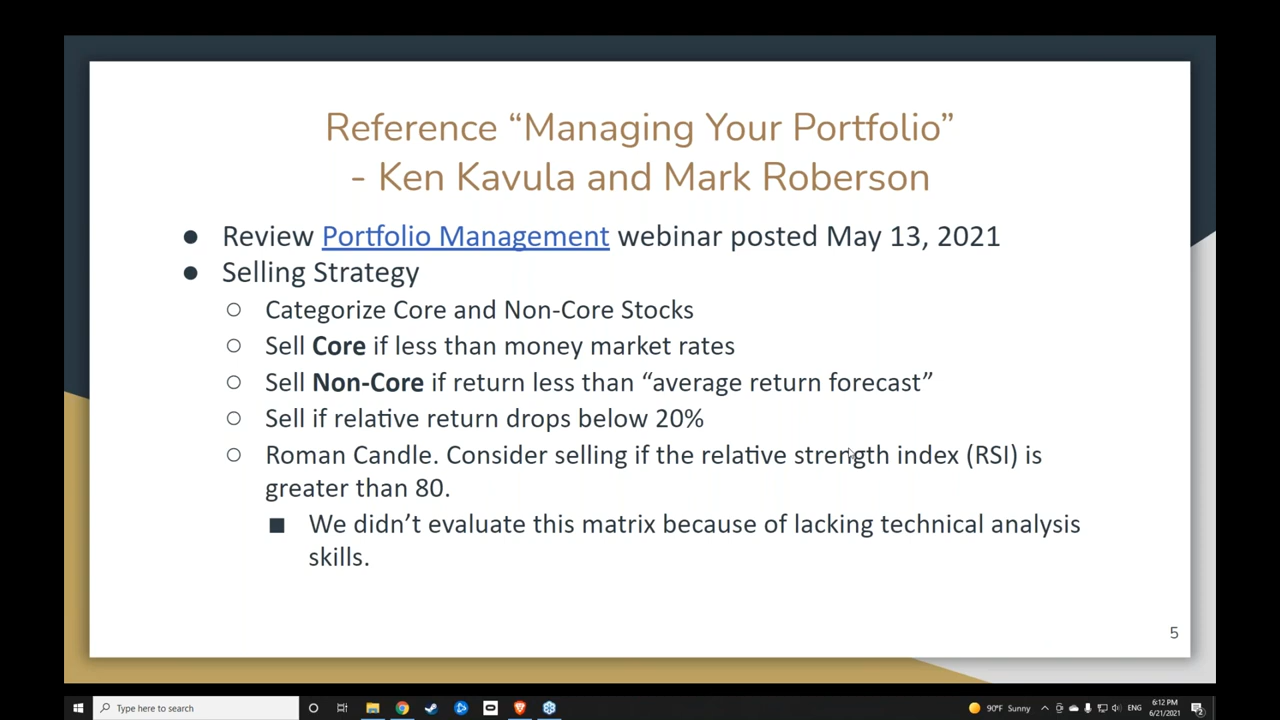 Reference “Managing Your Portfolio”
- Ken Kavula and Mark Roberson
● Review Portfolio Management webinar posted May 13, 2021
● Selling Strategy
○ Categorize Core and Non-Core Stocks
○ Sell Core if less than money market rates
○ Sell Non-Core if return less than “average return forecast”
○ Sell if relative return drops below 20%
○ Roman Candle. Consider selling if the relative strength index (RSI) is
greater than 80.
■ We didn’t evaluate this matrix because of lacking technical analysis
skills.
5
Type here to search
90°F Sunny
ENG
6:12 PM
6/21/2021
2